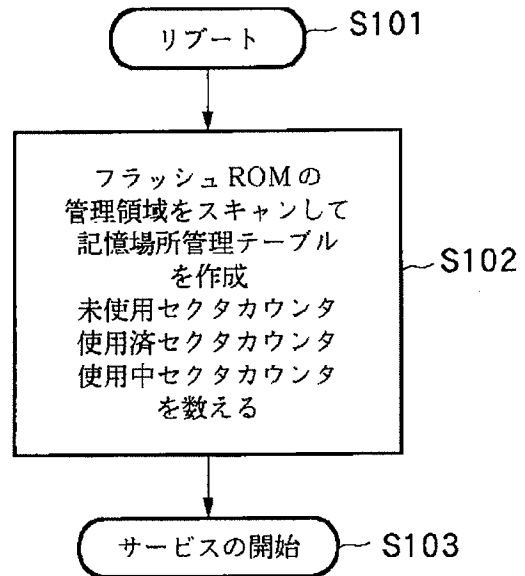 リブート
S101
フラッシュROMの
管理領域をスキャンして
記憶場所管理テーブル
を作成
未使用セクタカウンタ
使用済セクタカウンタ
使用中セクタカウンタ
を数える
S102
サービスの開始
S103